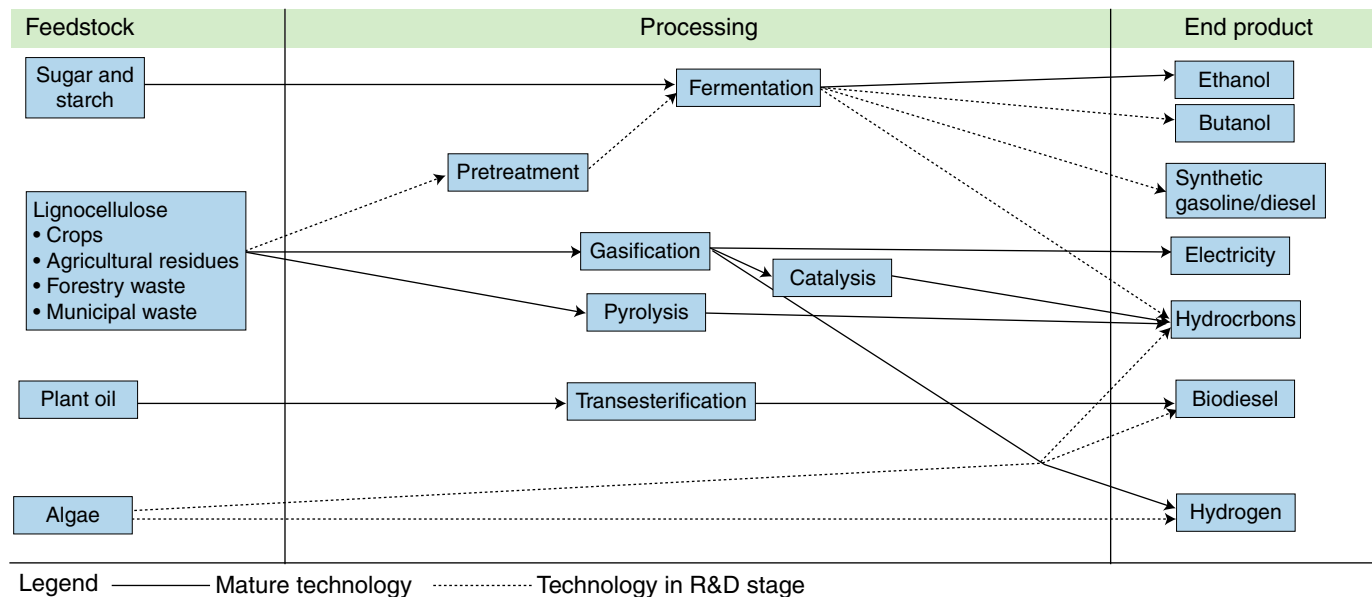 Feedstock
Processing
End product
Sugar and
starch
Fermentation
Ethanol
Butanol
Pretreatment
Synthetic
gasoline/diesel
Lignocellulose
• Crops
• Agricultural residues
• Forestry waste
• Municipal waste
Gasification
Electricity
Catalysis
Pyrolysis
Hydrocrbons
Plant oil
Transesterification
Biodiesel
Algae
Hydrogen
Legend
Mature technology
Technology in R&D stage